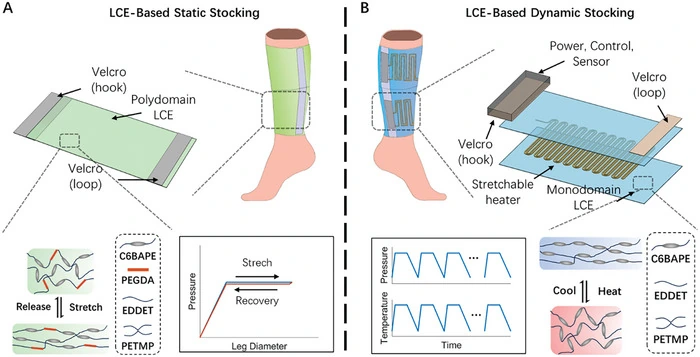 A
LCE-Based Static Stocking
Velcro
(hook)
Polydomain
LCE
Velcro
(loop)
C6BAPE
PEGDA
EDDET
PETMP
Release
Stretch
Pressure
Strech
Recovery
Leg Diameter
B
LCE-Based Dynamic Stocking
Power, Control,
Sensor
Velcro
(loop)
Velcro
(hook)
Stretchable
heater
Monodomain
LCE
Pressure
...
Temperature
...
Time
Cool
Heat
C6BAPE
EDDET
PETMP